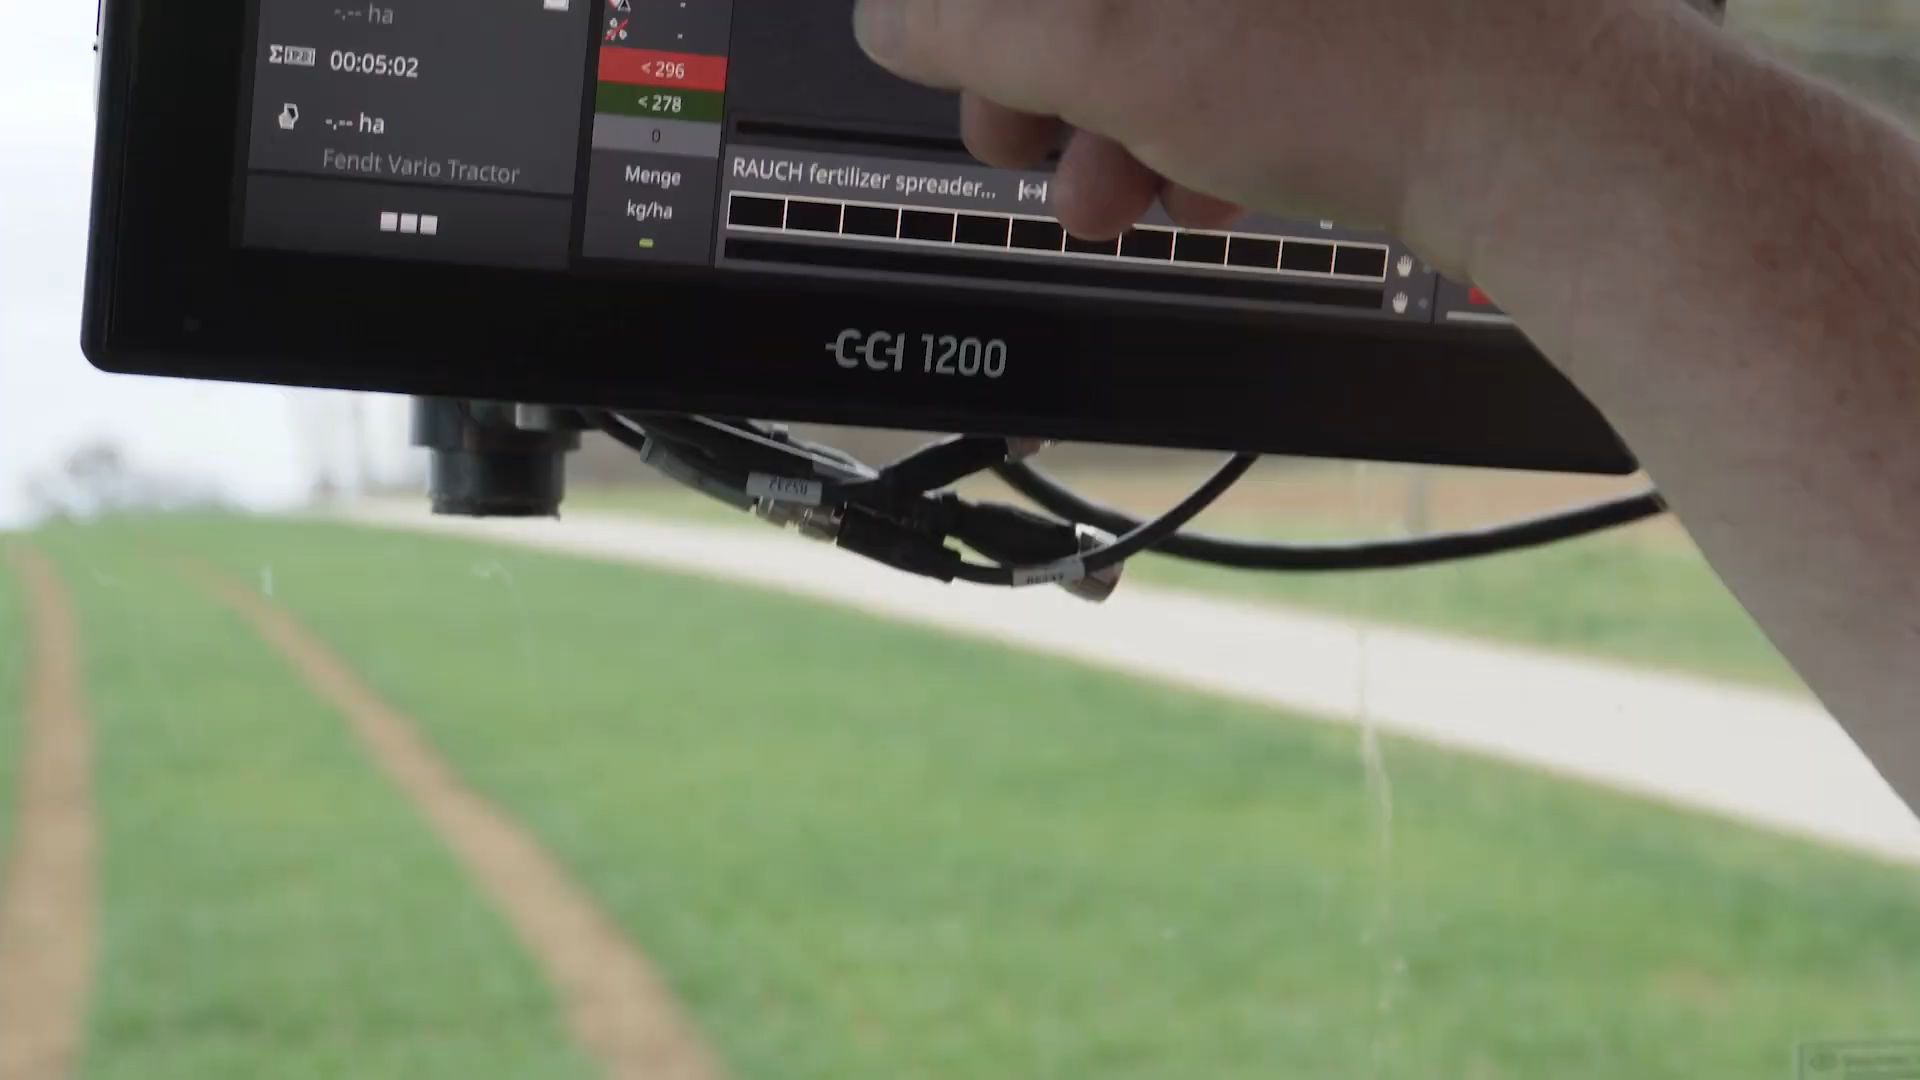 -.-- ha
00:05:02
-.-- ha
Fendt Vario Tractor
-
-
< 296
< 278
0
Menge
kg/ha
RAUCH fertilizer spreader...
CCI 1200